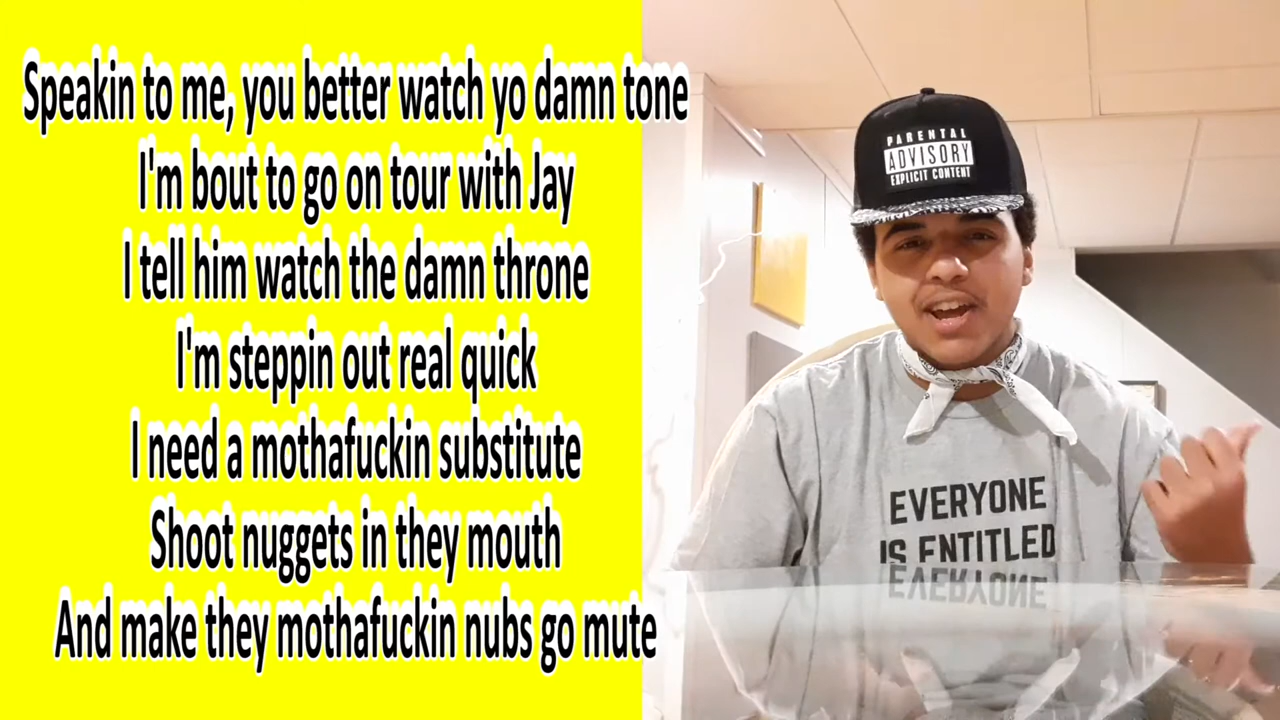 Speakin to me, you better watch yo damn tone
I'm bout to go on tour with Jay
I tell him watch the damn throne
I'm steppin out real quick
I need a mothafuckin substitute
Shoot nuggets in they mouth
And make they mothafuckin nubs go mute
PARENTAL
ADVISORY
EXPLICIT CONTENT
EVERYONE
IS ENTITLED